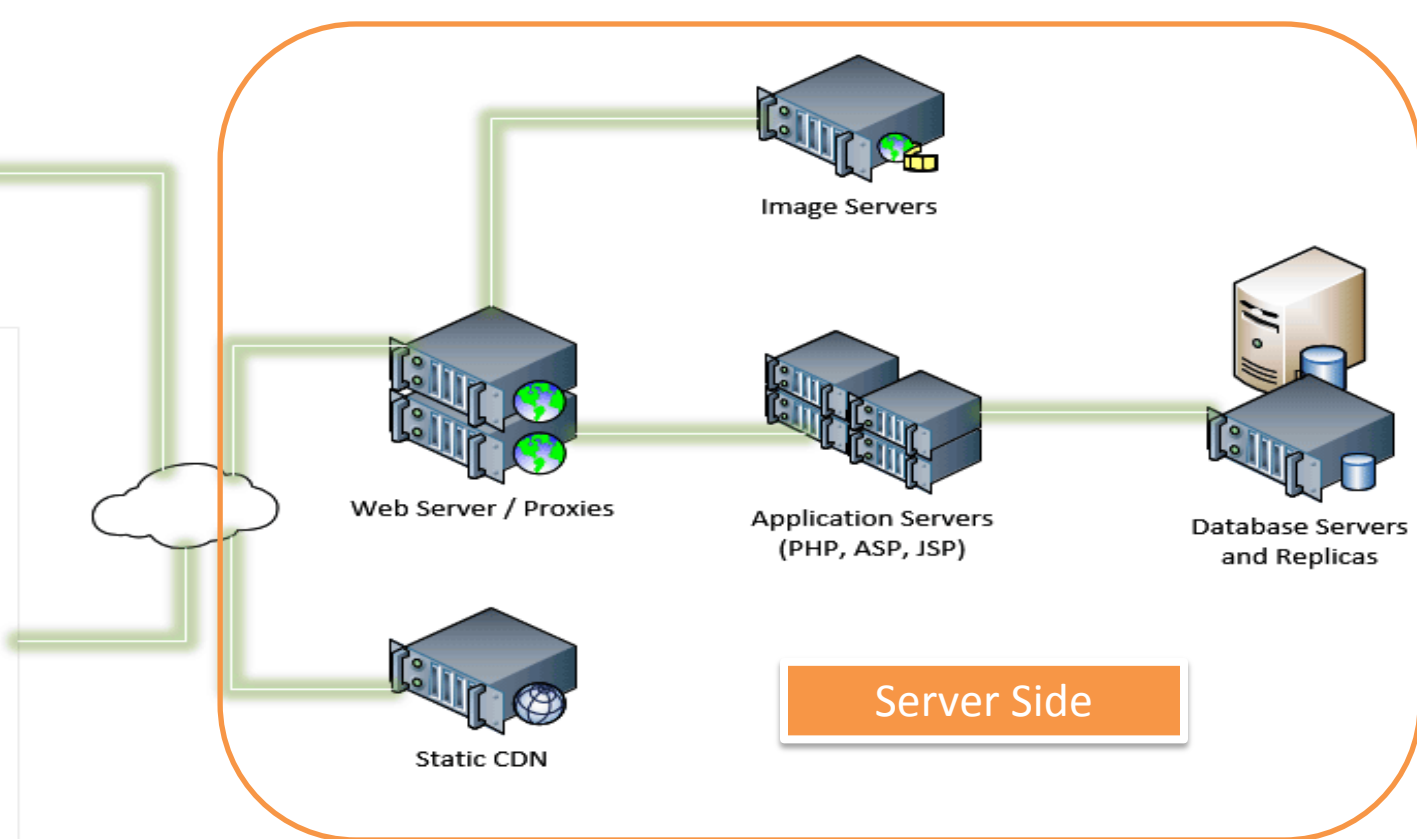 Image Servers
Web Server / Proxies
Application Servers
(PHP, ASP, JSP)
Database Servers
and Replicas
Static CDN
Server Side